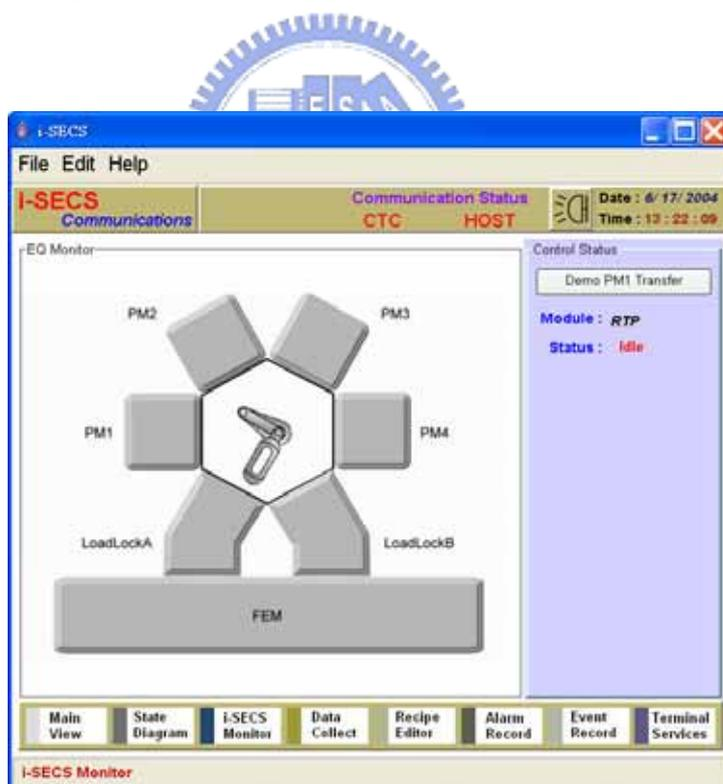 i-SECS
File Edit Help
i-SECS
Communications
Communication Status
CTC HOST
Date : 6/ 17/ 2004
Time : 13 : 22 : 09
EQ Monitor
PM2
PM3
PM1
PM4
LoadLockA
LoadLockB
FEM
Control Status
Demo PM1 Transfer
Module : RTP
Status : Idle
Main View
State Diagram
i-SECS Monitor
Data Collect
Recipe Editor
Alarm Record
Event Record
Terminal Services
i-SECS Monitor